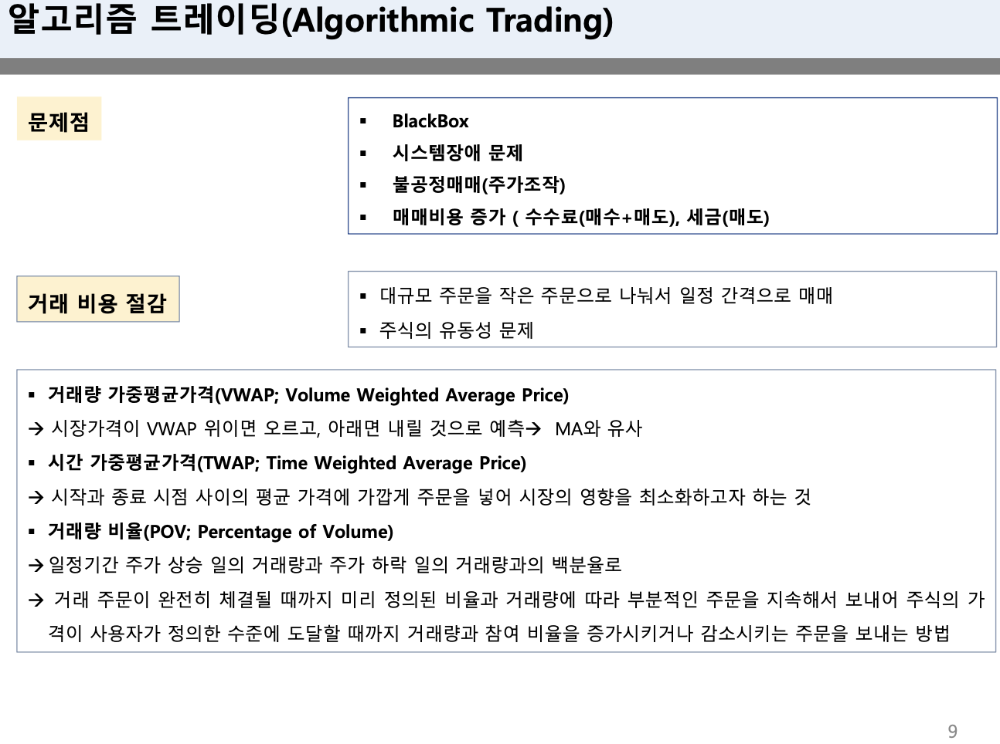 알고리즘 트레이딩(Algorithmic Trading)
문제점
▪ BlackBox
▪ 시스템장애 문제
▪ 불공정매매(주가조작)
▪ 매매비용 증가 ( 수수료(매수+매도), 세금(매도)
거래 비용 절감
▪ 대규모 주문을 작은 주문으로 나눠서 일정 간격으로 매매
▪ 주식의 유동성 문제
▪ 거래량 가중평균가격(VWAP; Volume Weighted Average Price)
→ 시장가격이 VWAP 위이면 오르고, 아래면 내릴 것으로 예측→ MA와 유사
▪ 시간 가중평균가격(TWAP; Time Weighted Average Price)
→ 시작과 종료 시점 사이의 평균 가격에 가깝게 주문을 넣어 시장의 영향을 최소화하고자 하는 것
▪ 거래량 비율(POV; Percentage of Volume)
→ 일정기간 주가 상승 일의 거래량과 주가 하락 일의 거래량과의 백분율로
→ 거래 주문이 완전히 체결될 때까지 미리 정의된 비율과 거래량에 따라 부분적인 주문을 지속해서 보내어 주식의 가
격이 사용자가 정의한 수준에 도달할 때까지 거래량과 참여 비율을 증가시키거나 감소시키는 주문을 보내는 방법
9